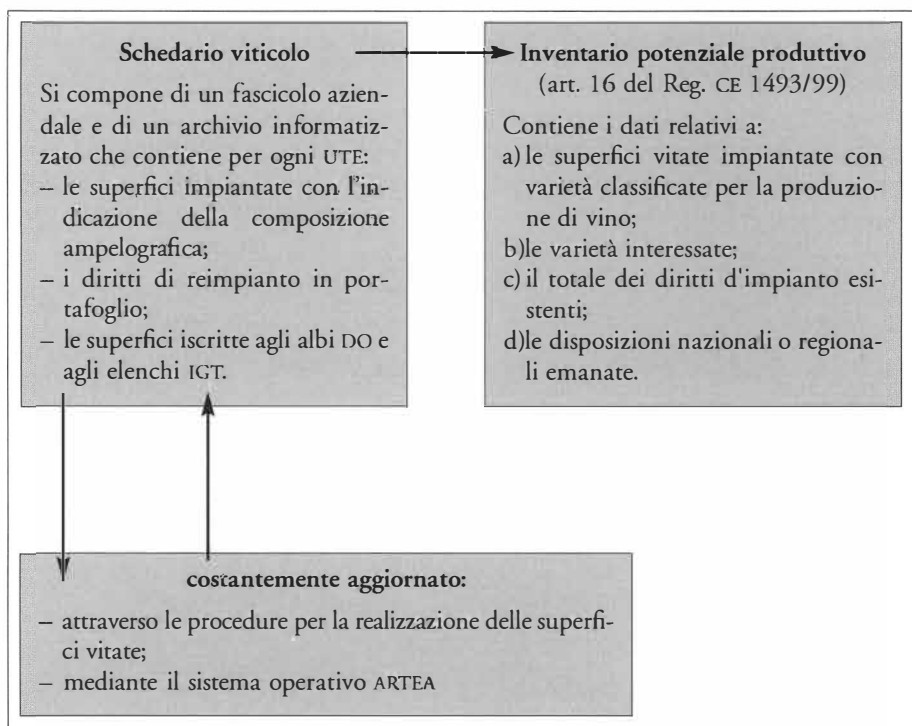 Schedario viticolo
Si compone di un fascicolo azien-
dale e di un archivio informatiz-
zato che contiene per ogni UTE:
– le superfici impiantate con l'in-
dicazione della composizione
ampelografica;
– i diritti di reimpianto in por-
tafoglio;
– le superfici iscritte agli albi DO e
agli elenchi IGT.
Inventario potenziale produttivo
(art. 16 del Reg. CE 1493/99)
Contiene i dati relativi a:
a) le superfici vitate impiantate con
varietà classificate per la produzio-
ne di vino;
b)le varietà interessate;
c) il totale dei diritti d'impianto esi-
stenti;
d)le disposizioni nazionali o regiona-
li emanate.
costantemente aggiornato:
– attraverso le procedure per la realizzazione delle superfi-
ci vitate;
– mediante il sistema operativo ARTEA